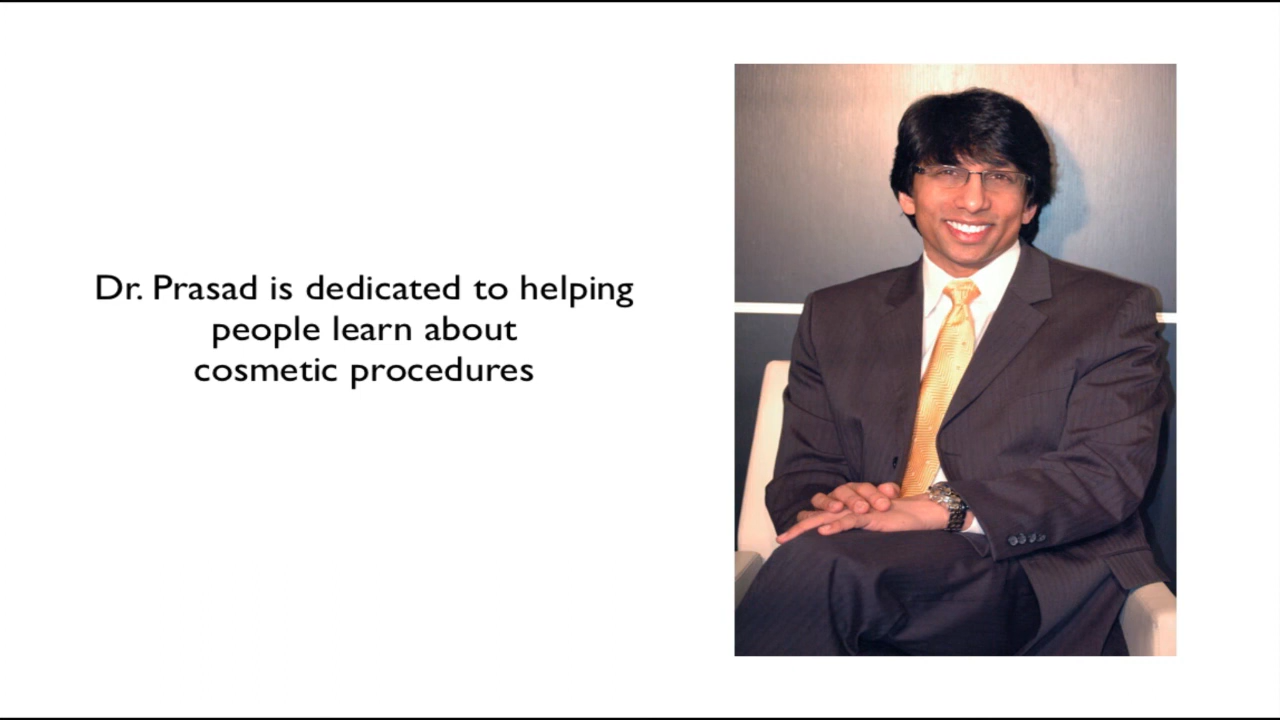 Dr. Prasad is dedicated to helping
people learn about
cosmetic procedures